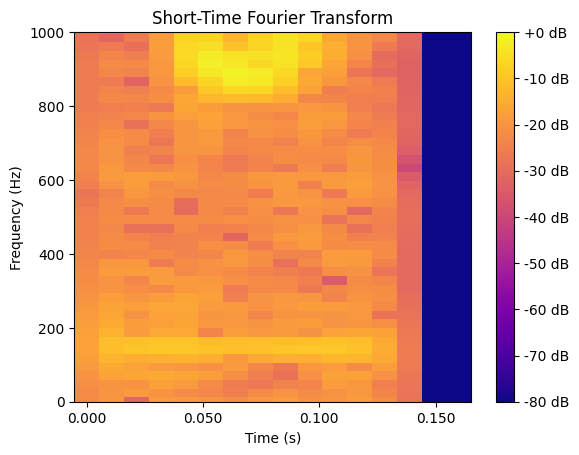 Short-Time Fourier Transform
Frequency (Hz)
1000
800
600
400
200
0
0.000
0.050
0.100
0.150
Time (s)
+0 dB
-10 dB
-20 dB
-30 dB
-40 dB
-50 dB
-60 dB
-70 dB
-80 dB